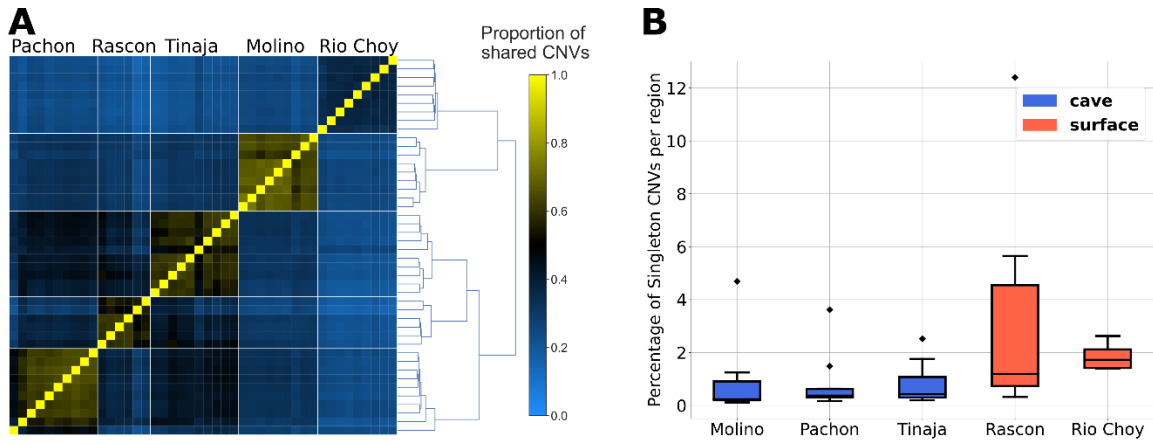 A
Pachon Rascon Tinaja Molino Rio Choy
Proportion of
shared CNVs
1.0
0.8
0.6
0.4
0.2
0.0
B
Percentage of Singleton CNVs per region
12
10
8
6
4
2
0
cave
surface
Molino Pachon Tinaja Rascon Rio Choy